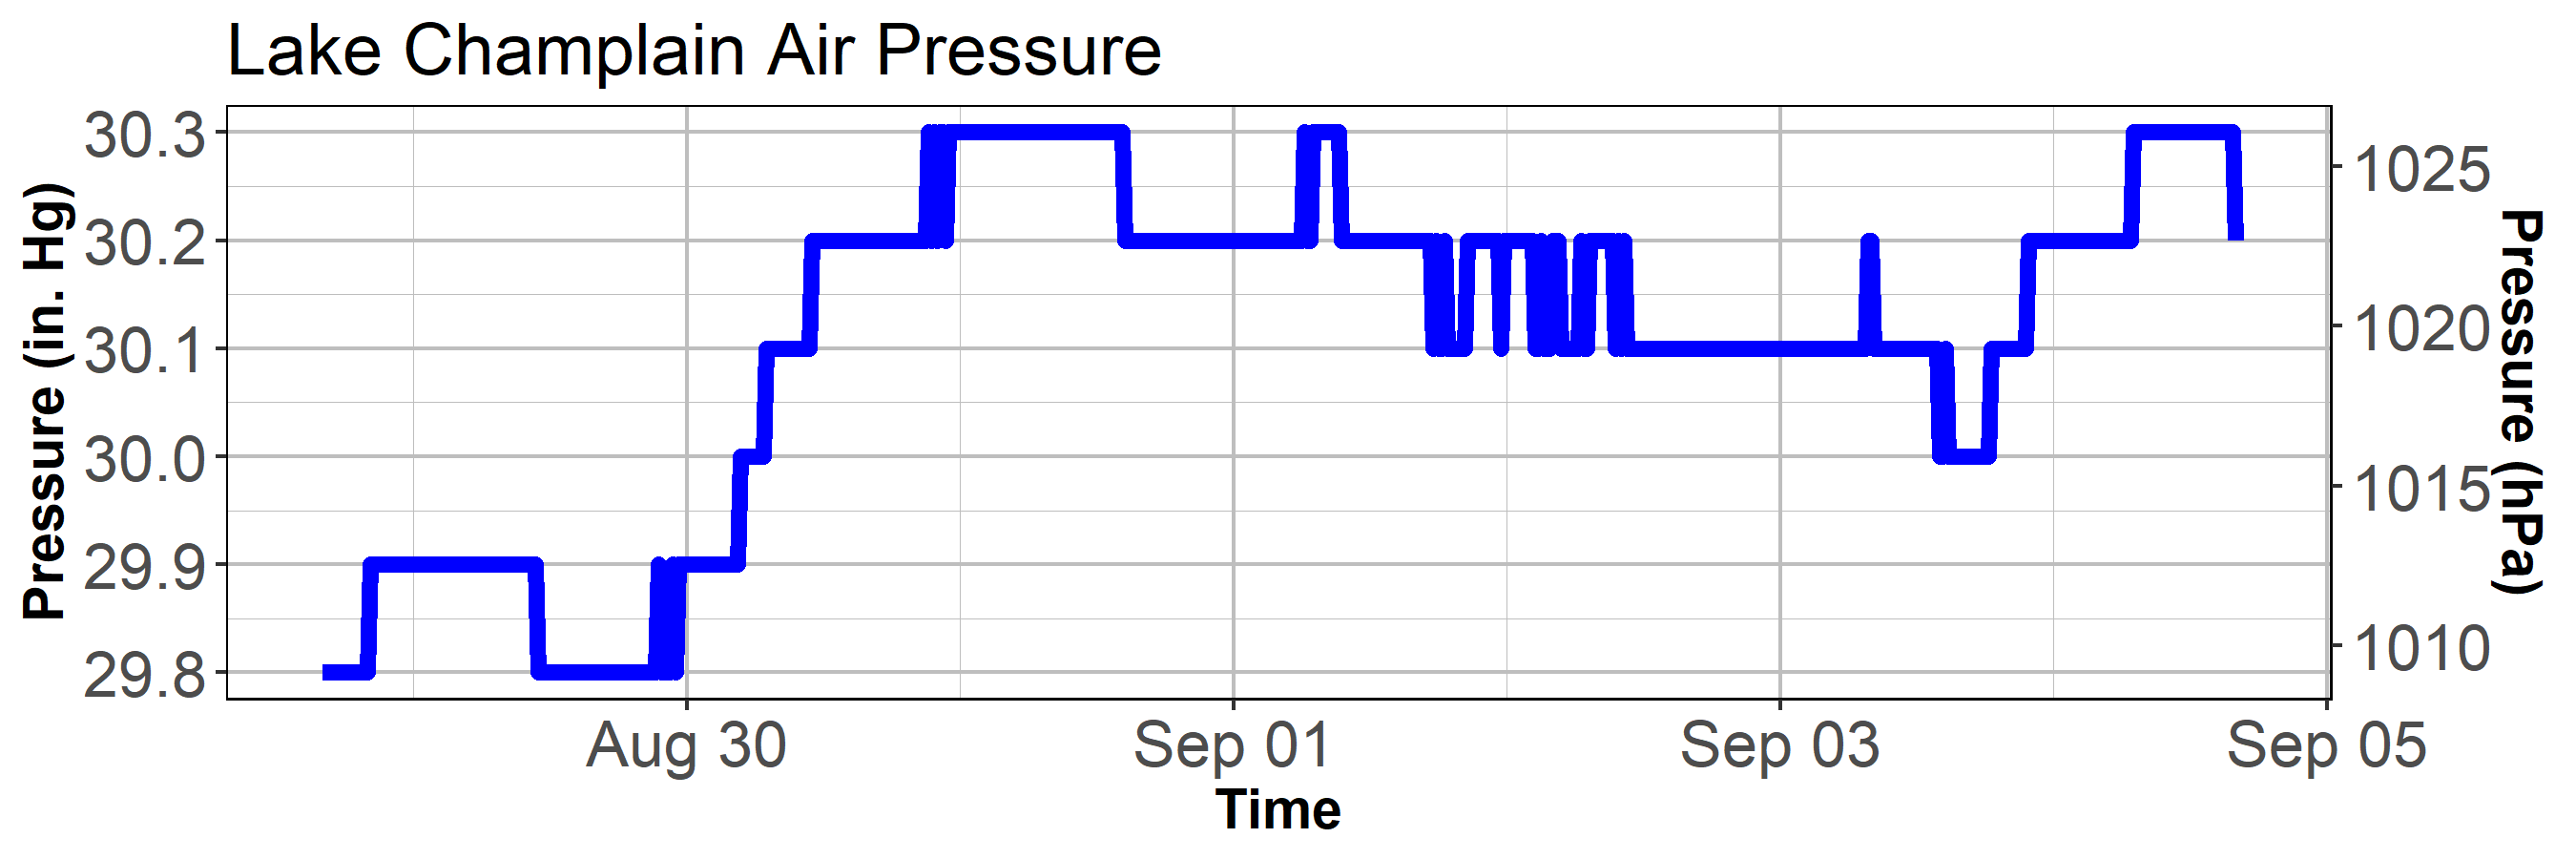 Lake Champlain Air Pressure
Pressure (in. Hg)
30.3
30.2
30.1
30.0
29.9
29.8
1025
1020
1015
1010
Pressure (hPa)
Aug 30 Sep 01 Sep 03 Sep 05
Time